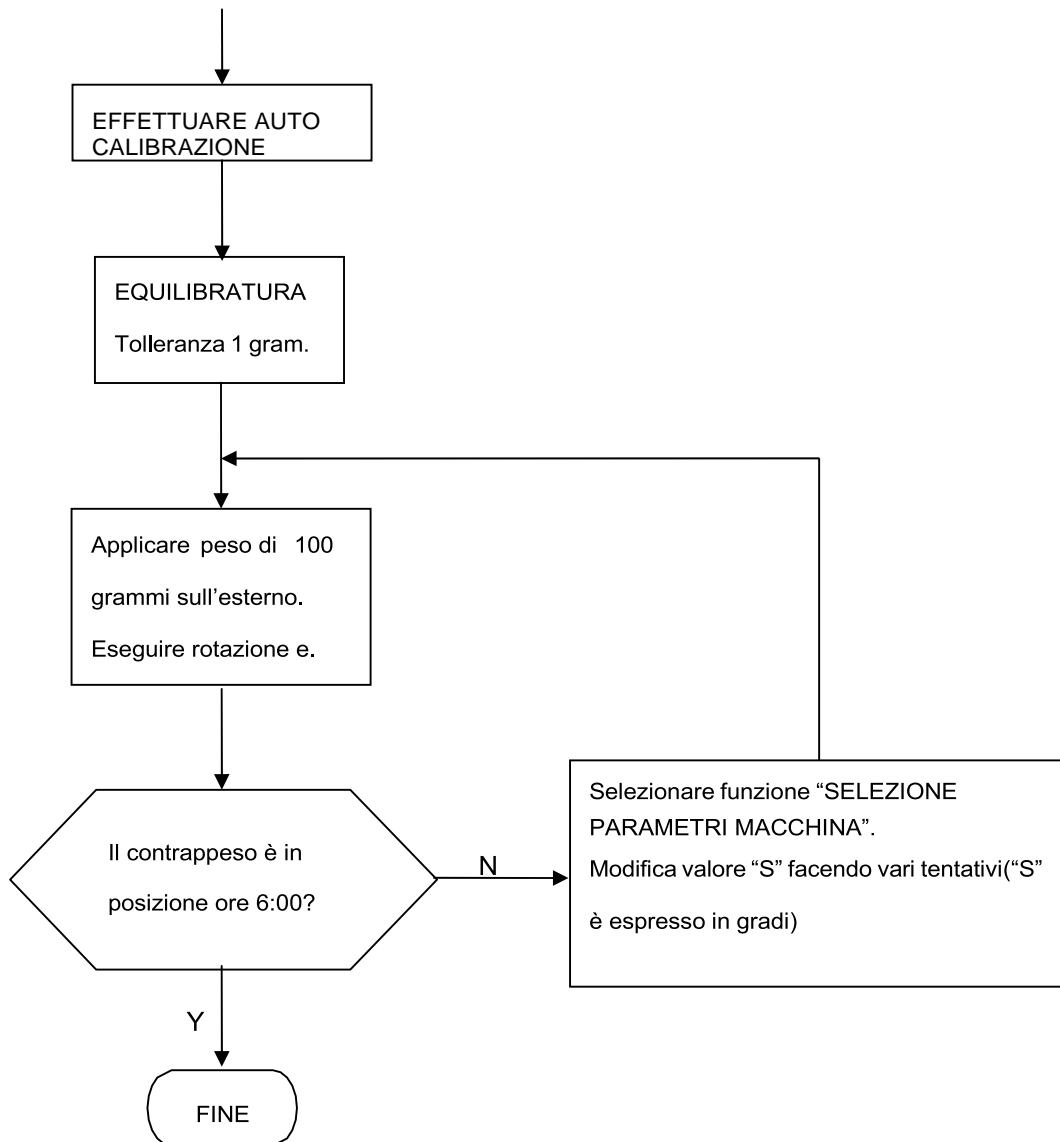 EFFETTUARE AUTO
CALIBRAZIONE
EQUILIBRATURA
Tolleranza 1 gram.
Applicare peso di 100
grammi sull'esterno.
Eseguire rotazione e.
Il contrappeso è in
posizione ore 6:00?
N
Selezionare funzione “SELEZIONE
PARAMETRI MACCHINA”.
Modifica valore “S” facendo vari tentativi(“S”
è espresso in gradi)
Y
FINE